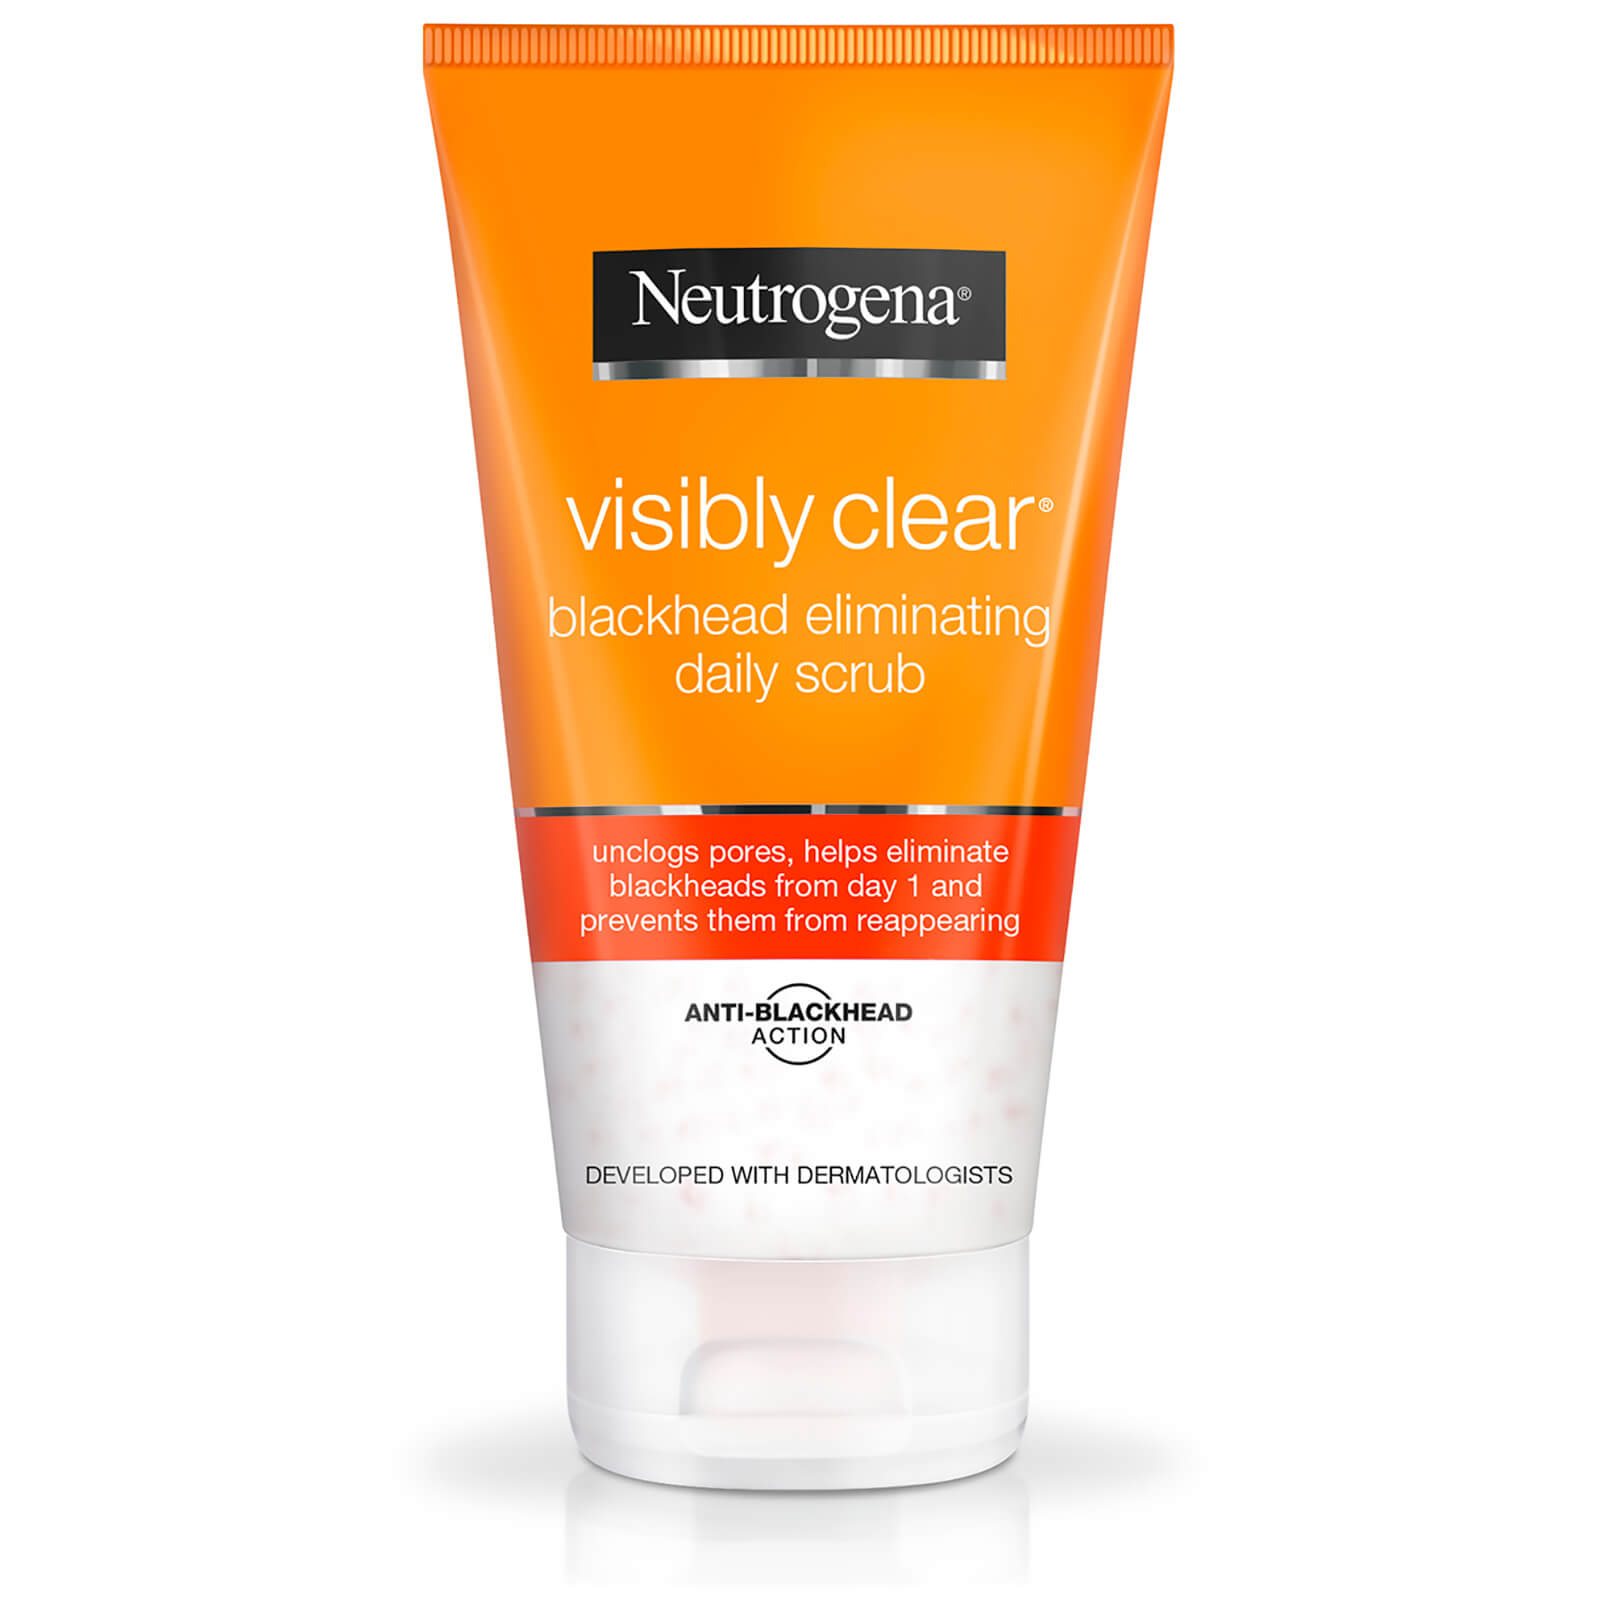 Neutrogena®
visibly clear®
blackhead eliminating
daily scrub
unclogs pores, helps eliminate
blackheads from day 1 and
prevents them from reappearing
ANTI-BLACKHEAD
ACTION
DEVELOPED WITH DERMATOLOGISTS